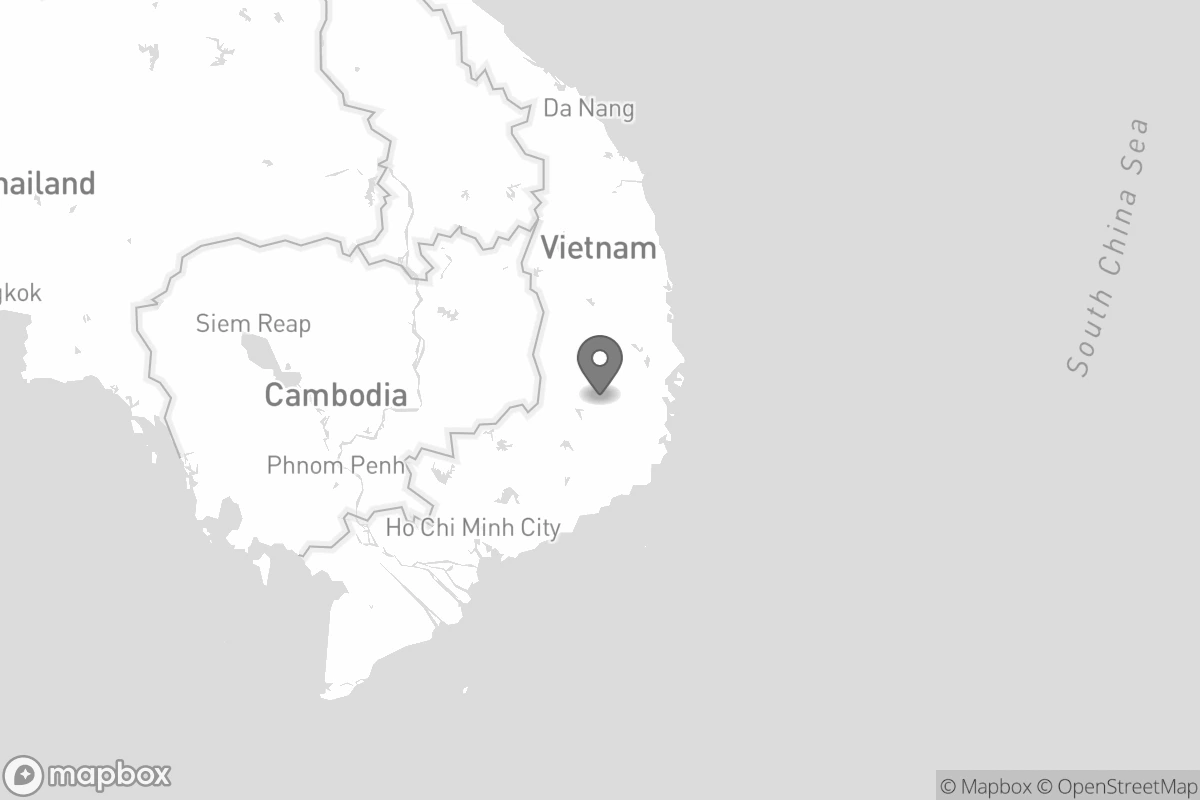 Da Nang
hailand
Vietnam
South China Sea
gkok
Siem Reap
Cambodia
Phnom Penh
Ho Chi Minh City
mapbox
© Mapbox © OpenStreetMap